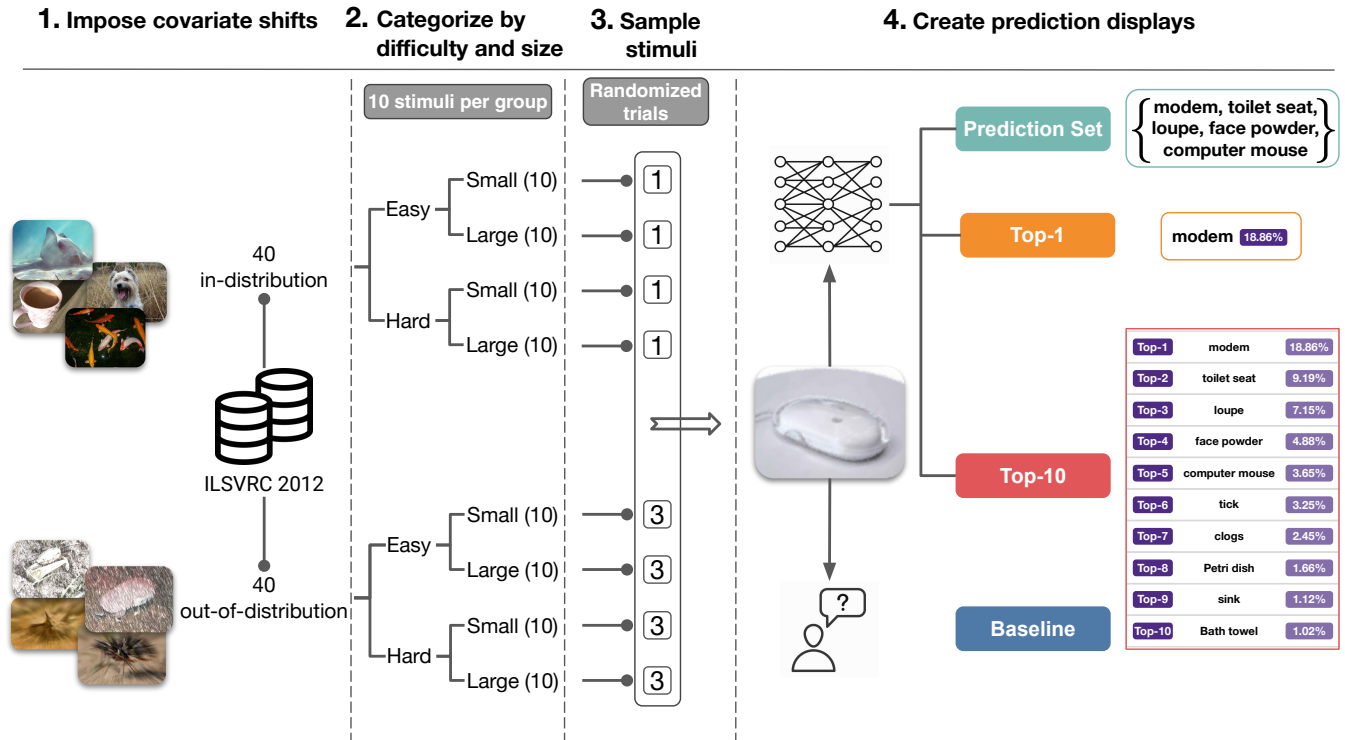 1. Impose covariate shifts
2. Categorize by
difficulty and size
3. Sample
stimuli
4. Create prediction displays
10 stimuli per group
Randomized
trials
40
in-distribution
ILSVRC 2012
40
out-of-distribution
Easy
Small (10)
1
Large (10)
1
Hard
Small (10)
1
Large (10)
1
Easy
Small (10)
3
Large (10)
3
Hard
Small (10)
3
Large (10)
3
?
Prediction Set
modem, toilet seat,
{ loupe, face powder, }
computer mouse
Top-1
modem 18.86%
Top-10
Top-1 modem 18.86%
Top-2 toilet seat 9.19%
Top-3 loupe 7.15%
Top-4 face powder 4.88%
Top-5 computer mouse 3.65%
Top-6 tick 3.25%
Top-7 clogs 2.45%
Top-8 Petri dish 1.66%
Top-9 sink 1.12%
Top-10 Bath towel 1.02%
Baseline